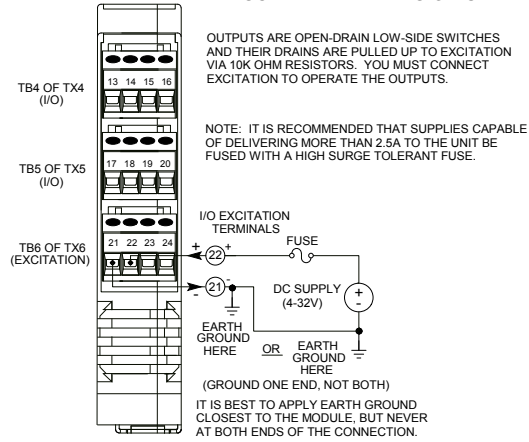 OUTPUTS ARE OPEN-DRAIN LOW-SIDE SWITCHES
AND THEIR DRAINS ARE PULLED UP TO EXCITATION
VIA 10K OHM RESISTORS. YOU MUST CONNECT
EXCITATION TO OPERATE THE OUTPUTS.
13 14 15 16
TB4 OF TX4
(I/O)
NOTE: IT IS RECOMMENDED THAT SUPPLIES CAPABLE
OF DELIVERING MORE THAN 2.5A TO THE UNIT BE
FUSED WITH A HIGH SURGE TOLERANT FUSE.
17 18 19 20
TB5 OF TX5
(I/O)
I/O EXCITATION
TERMINALS
21 22 23 24
TB6 OF TX6
(EXCITATION)
FUSE
+ 22 +
DC SUPPLY
(4-32V)
+
-
- 21 -
EARTH
GROUND
HERE
OR
EARTH
GROUND
HERE
(GROUND ONE END, NOT BOTH)
IT IS BEST TO APPLY EARTH GROUND
CLOSEST TO THE MODULE, BUT NEVER
AT BOTH ENDS OF THE CONNECTION.